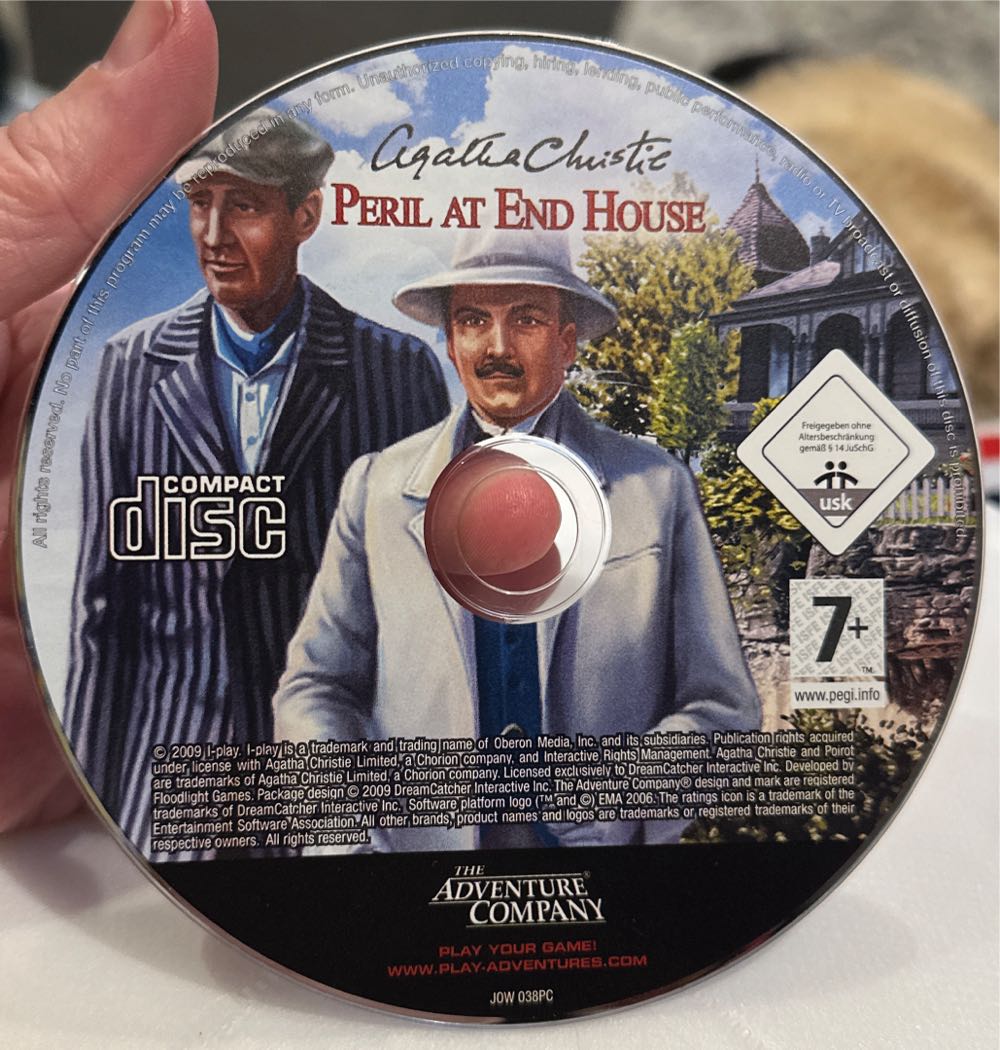 All rights reserved. No part of this program may be reproduced in any form. Unauthorized copying, hiring, lending, public performance, radio or TV broadcast or diffusion of this disc is prohibited.
Agatha Christie
PERIL AT END HOUSE
COMPACT
disc
Freigegeben ohne
Altersbeschränkung
gemäß § 14 JuSchG
usk
ISFE
7+
TM
www.pegi.info
© 2009 I-play. I-play is a trademark and trading name of Oberon Media, Inc. and its subsidiaries. Publication rights acquired
under license with Agatha Christie Limited, a Chorion company, and Interactive Rights Management. Agatha Christie and Poirot
are trademarks of Agatha Christie Limited, a Chorion company. Licensed exclusively to DreamCatcher Interactive Inc. Developed by
Floodlight Games. Package design © 2009 DreamCatcher Interactive Inc. The Adventure Company® design and mark are registered
trademarks of DreamCatcher Interactive Inc. Software platform logo (™ and ©) EMA 2006. The ratings icon is a trademark of the
Entertainment Software Association. All other brands, product names and logos are trademarks or registered trademarks of their
respective owners. All rights reserved.
THE
ADVENTURE®
COMPANY
PLAY YOUR GAME!
WWW.PLAY-ADVENTURES.COM
JOW 038PC